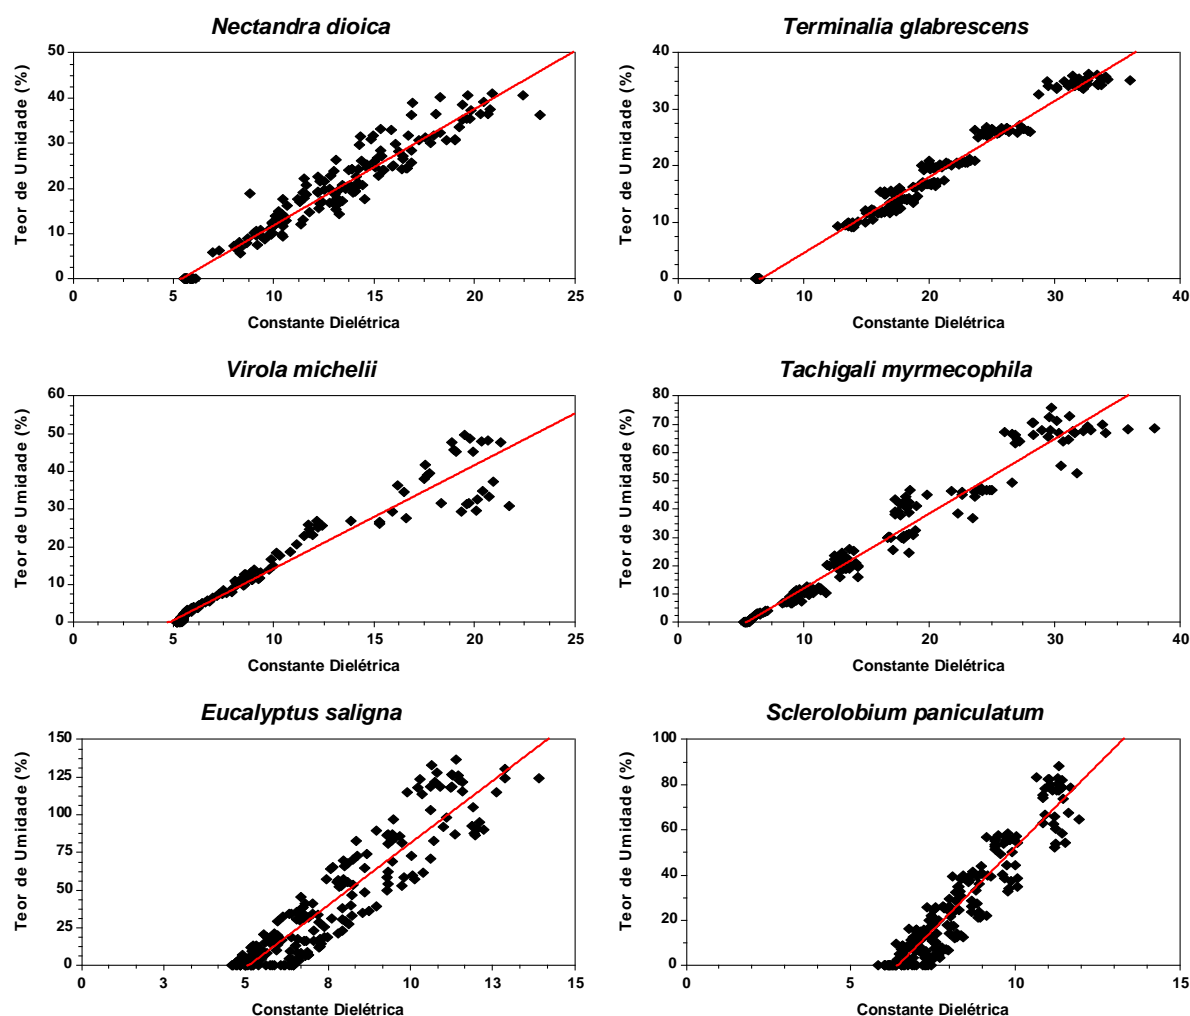 Nectandra dioica
Teor de Umidade (%)
50
40
30
20
10
0
0 5 10 15 20 25
Constante Dielétrica
Terminalia glabrescens
Teor de Umidade (%)
40
30
20
10
0
0 10 20 30 40
Constante Dielétrica
Virola michelii
Teor de Umidade (%)
60
50
40
30
20
10
0
0 5 10 15 20 25
Constante Dielétrica
Tachigali myrmecophila
Teor de Umidade (%)
80
70
60
50
40
30
20
10
0
0 10 20 30 40
Constante Dielétrica
Eucalyptus saligna
Teor de Umidade (%)
150
125
100
75
50
25
0
0 3 5 8 10 13 15
Constante Dielétrica
Sclerolobium paniculatum
Teor de Umidade (%)
100
80
60
40
20
0
0 5 10 15
Constante Dielétrica